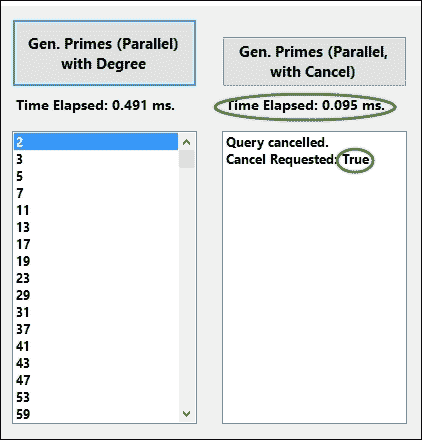 Gen. Primes (Parallel)
with Degree
Time Elapsed: 0.491 ms.
2
3
5
7
11
13
17
19
23
29
31
37
41
43
47
53
59
Gen. Primes (Parallel,
with Cancel)
Time Elapsed: 0.095 ms.
Query cancelled.
Cancel Requested: True